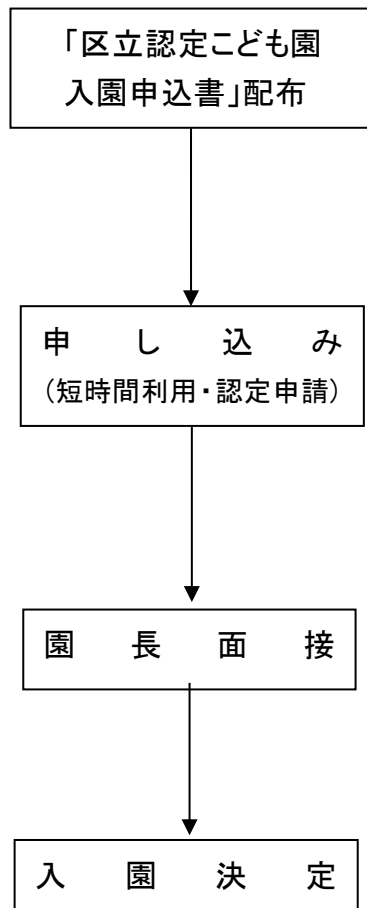 「区立認定こども園
入園申込書」配布
申し込み
(短時間利用・認定申請)
園長面接
入園決定